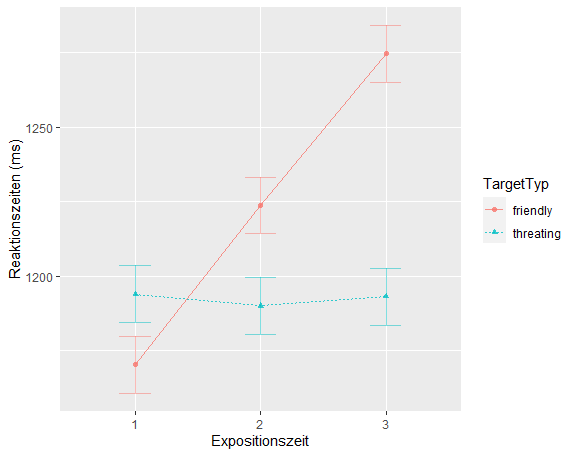 Reaktionszeiten (ms)
1250
1200
1
2
3
Expositionszeit
TargetTyp
friendly
threating